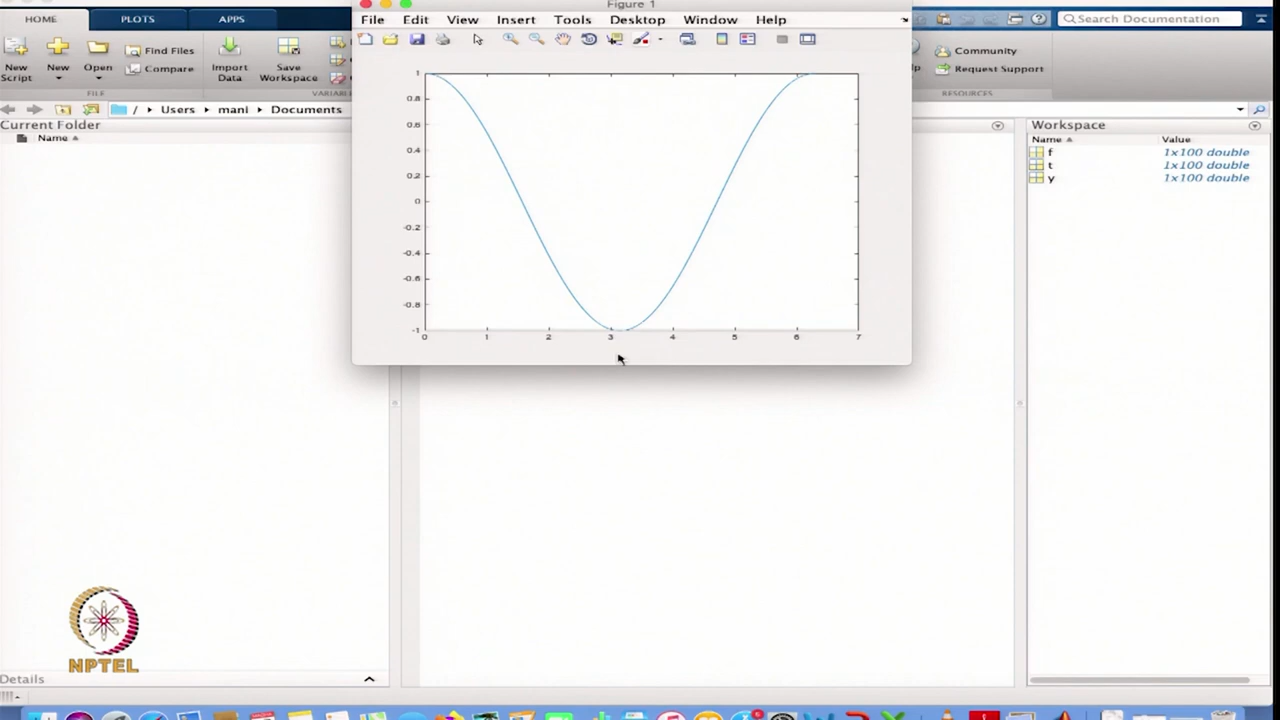 Figure 1
HOME PLOTS APPS
File Edit View Insert Tools Desktop Window Help
Search Documentation
New Script
New
Open
Find Files
Compare
Import Data
Save Workspace
Community
Request Support
FILE
VARIABL
RESOURCES
/ Users mani Documents
Current Folder
Name
Workspace
Name Value
f 1x100 double
t 1x100 double
y 1x100 double
1
0.8
0.6
0.4
0.2
0
-0.2
-0.4
-0.6
-0.8
-1
0 1 2 3 4 5 6 7
NPTEL
Details